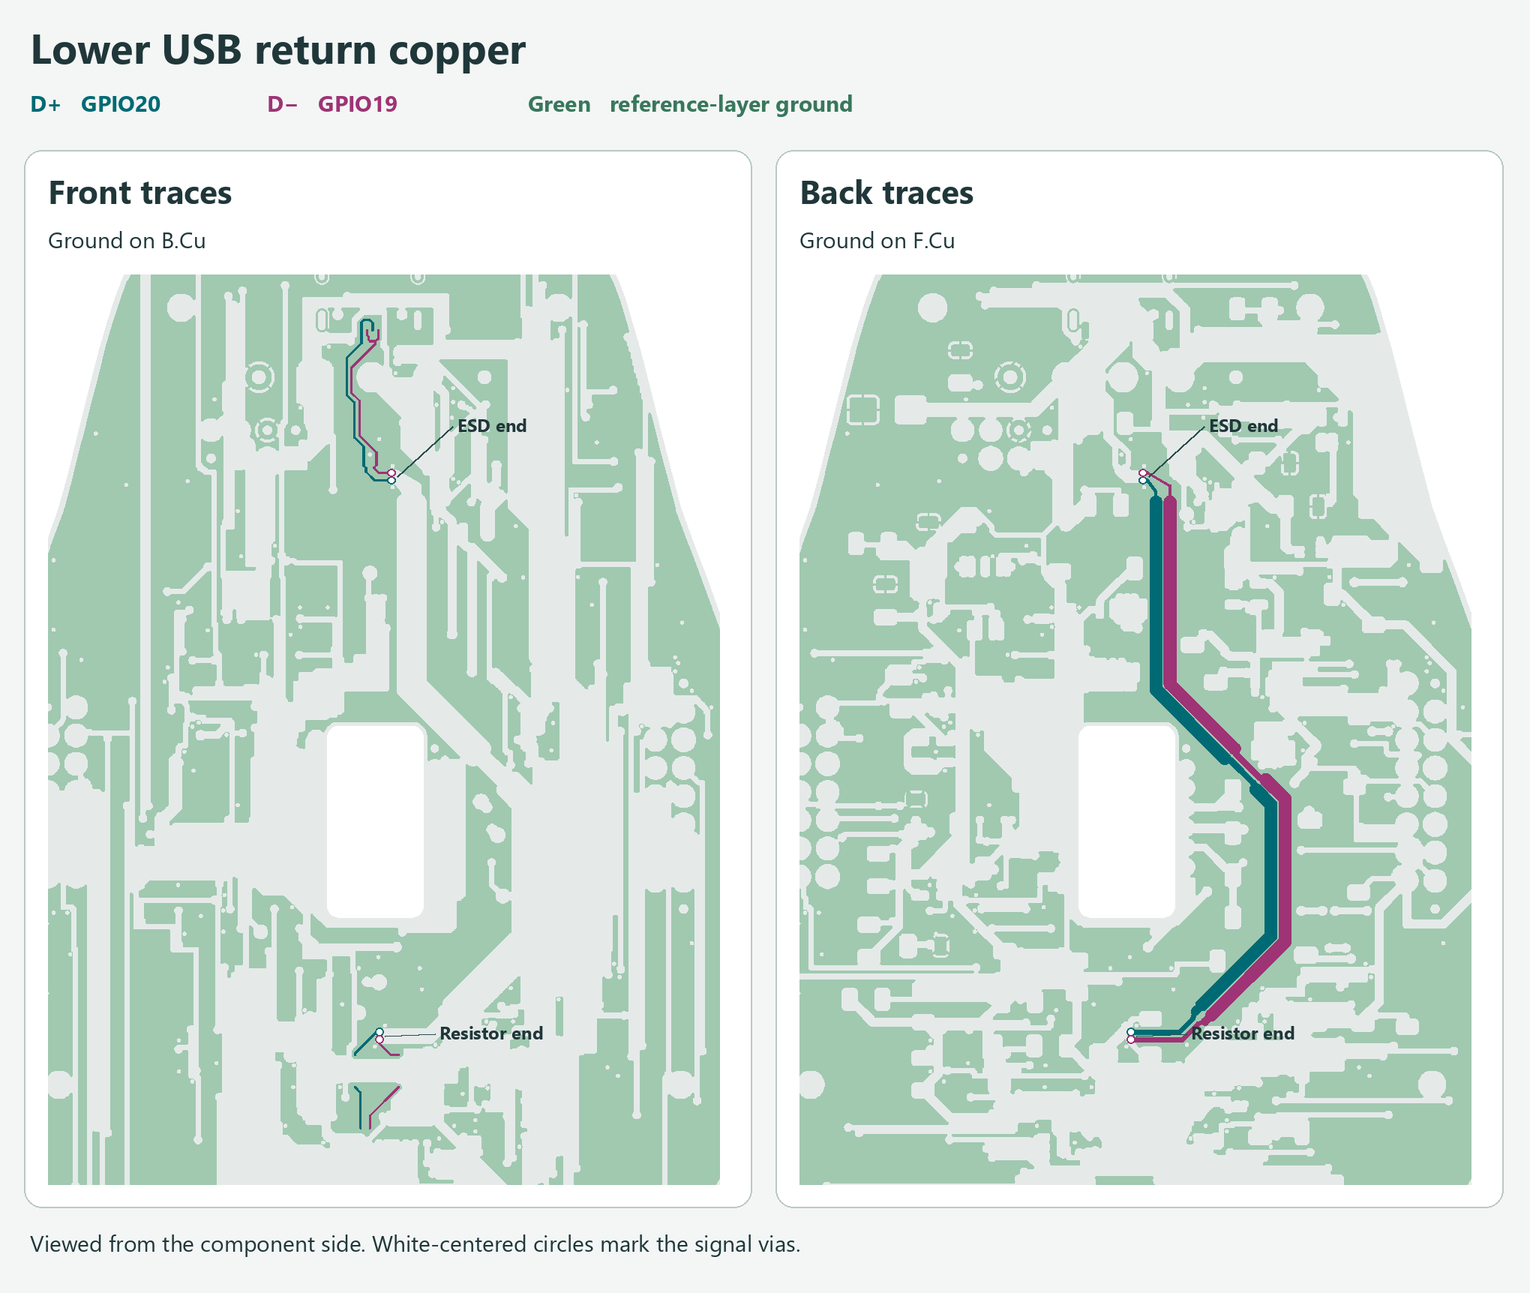 Lower USB return copper
D+ GPIO20 D− GPIO19 Green reference-layer ground
Front traces
Ground on B.Cu
ESD end
Resistor end
Back traces
Ground on F.Cu
ESD end
Resistor end
Viewed from the component side. White-centered circles mark the signal vias.